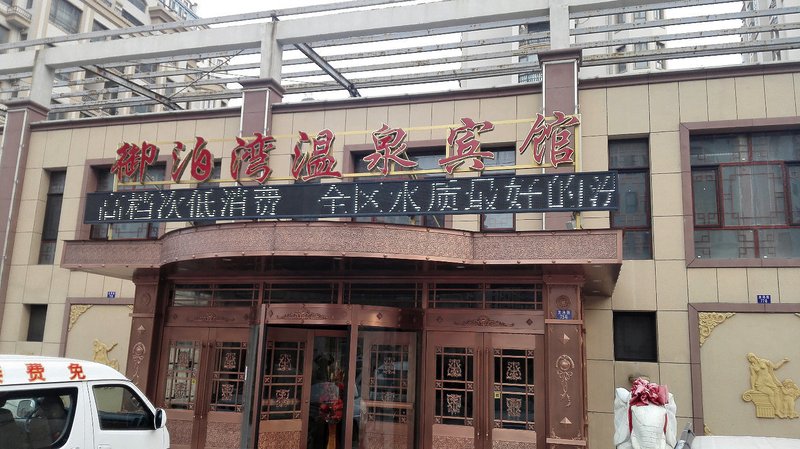 御泊湾温泉宾馆
高档次低消费 全区水质最好的
费免